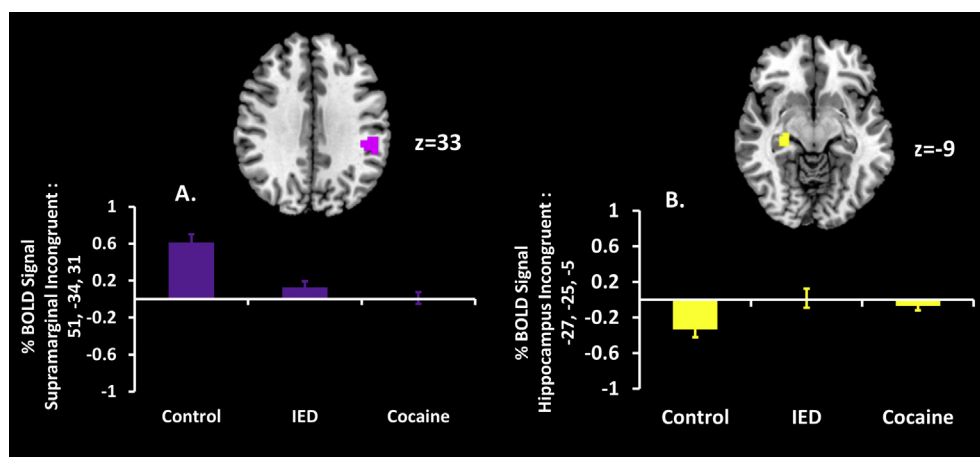 z=33
A.
% BOLD Signal
Supramarginal Incongruent :
51, -34, 31
1
0.6
0.2
-0.2
-0.6
-1
Control IED Cocaine
z=-9
B.
% BOLD Signal
Hippocampus Incongruent :
-27, -25, -5
1
0.6
0.2
-0.2
-0.6
-1
Control IED Cocaine